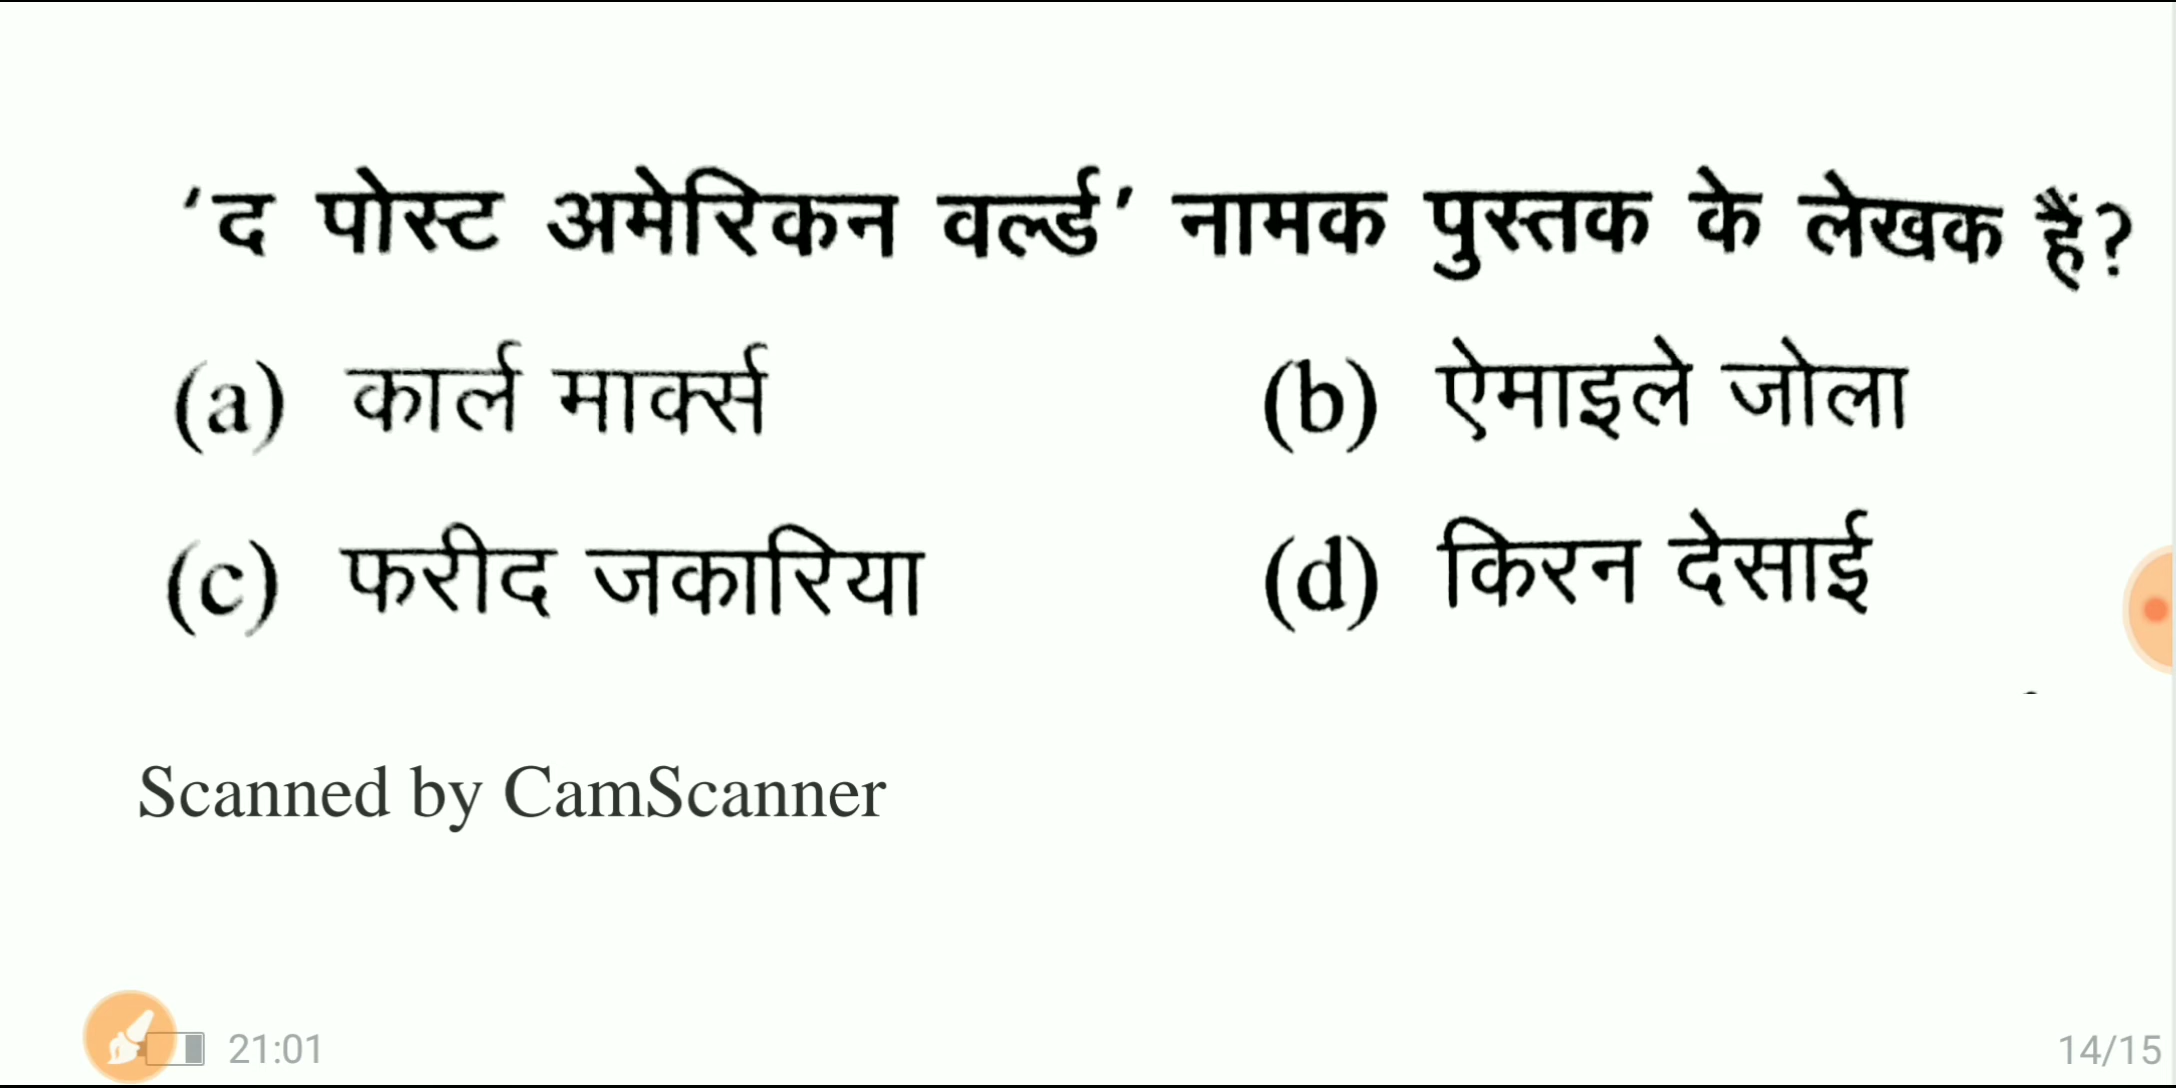 ‘द पोस्ट अमेरिकन वर्ल्ड’ नामक पुस्तक के लेखक हैं?
(a) कार्ल मार्क्स (b) ऐमाइले जोला
(c) फरीद जकारिया (d) किरन देसाई
Scanned by CamScanner
21:01 14/15